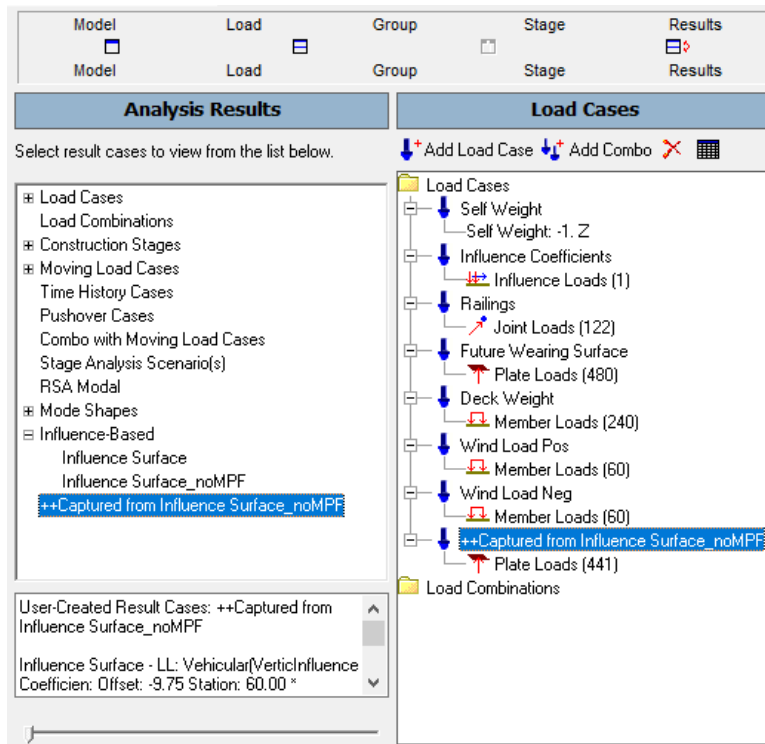 Model Load Group Stage Results
Model Load Group Stage Results
Analysis Results
Select result cases to view from the list below.
Load Cases
Load Combinations
Construction Stages
Moving Load Cases
Time History Cases
Pushover Cases
Combo with Moving Load Cases
Stage Analysis Scenario(s)
RSA Modal
Mode Shapes
Influence-Based
Influence Surface
Influence Surface_noMPF
++Captured from Influence Surface_noMPF
User-Created Result Cases: ++Captured from
Influence Surface_noMPF
Influence Surface - LL: Vehicular(VerticInfluence
Coefficien: Offset: -9.75 Station: 60.00 *
Load Cases
Add Load Case Add Combo
Load Cases
Self Weight
Self Weight: -1. Z
Influence Coefficients
Influence Loads (1)
Railings
Joint Loads (122)
Future Wearing Surface
Plate Loads (480)
Deck Weight
Member Loads (240)
Wind Load Pos
Member Loads (60)
Wind Load Neg
Member Loads (60)
++Captured from Influence Surface_noMPF
Plate Loads (441)
Load Combinations